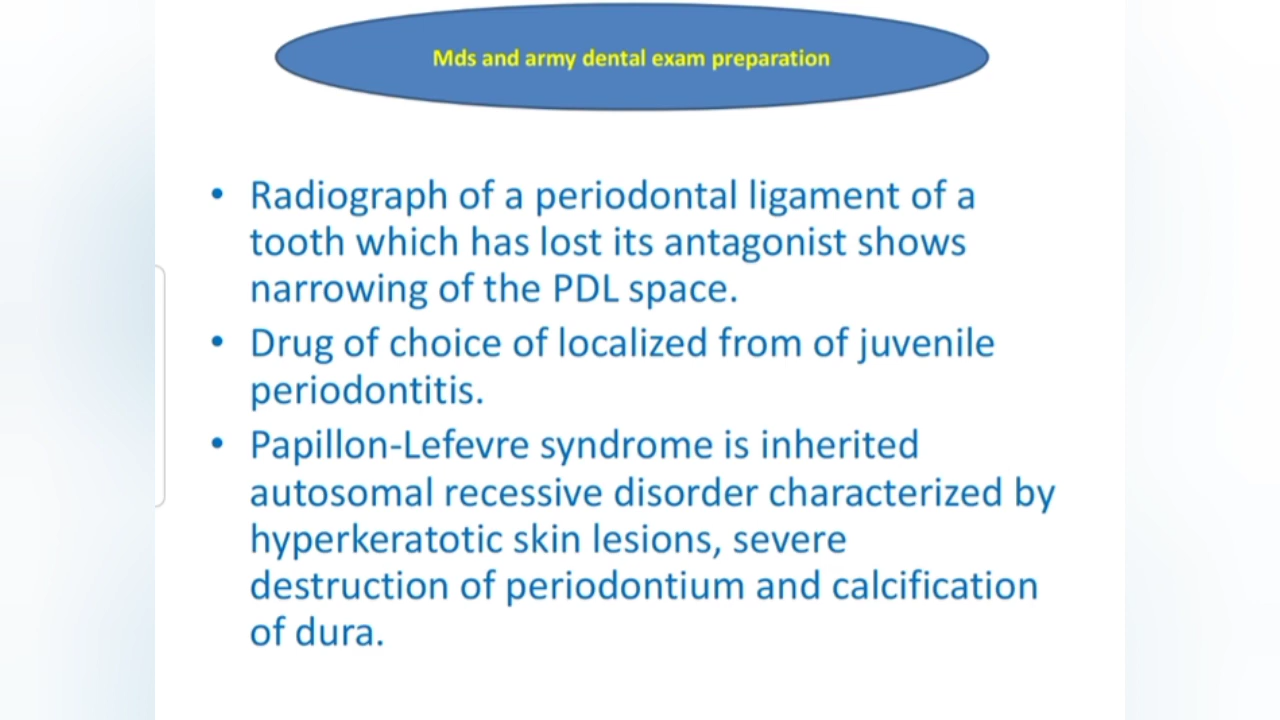 Mds and army dental exam preparation
• Radiograph of a periodontal ligament of a
tooth which has lost its antagonist shows
narrowing of the PDL space.
• Drug of choice of localized from of juvenile
periodontitis.
• Papillon-Lefevre syndrome is inherited
autosomal recessive disorder characterized by
hyperkeratotic skin lesions, severe
destruction of periodontium and calcification
of dura.